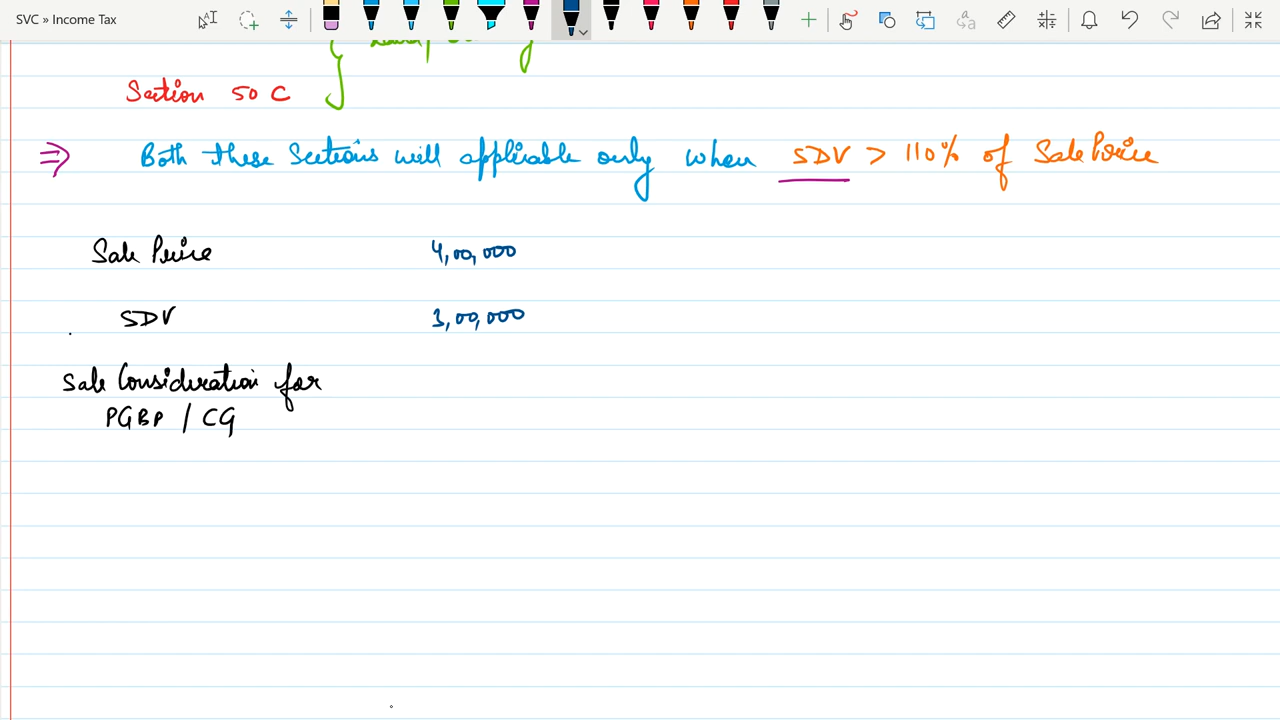 SVC » Income Tax
Section 50 C
⇒ Both these Sections will applicable only when SDV > 110% of Sale Price
Sale Price 4,00,000
SDV 3,00,000
Sale Consideration for
PGBP / CG